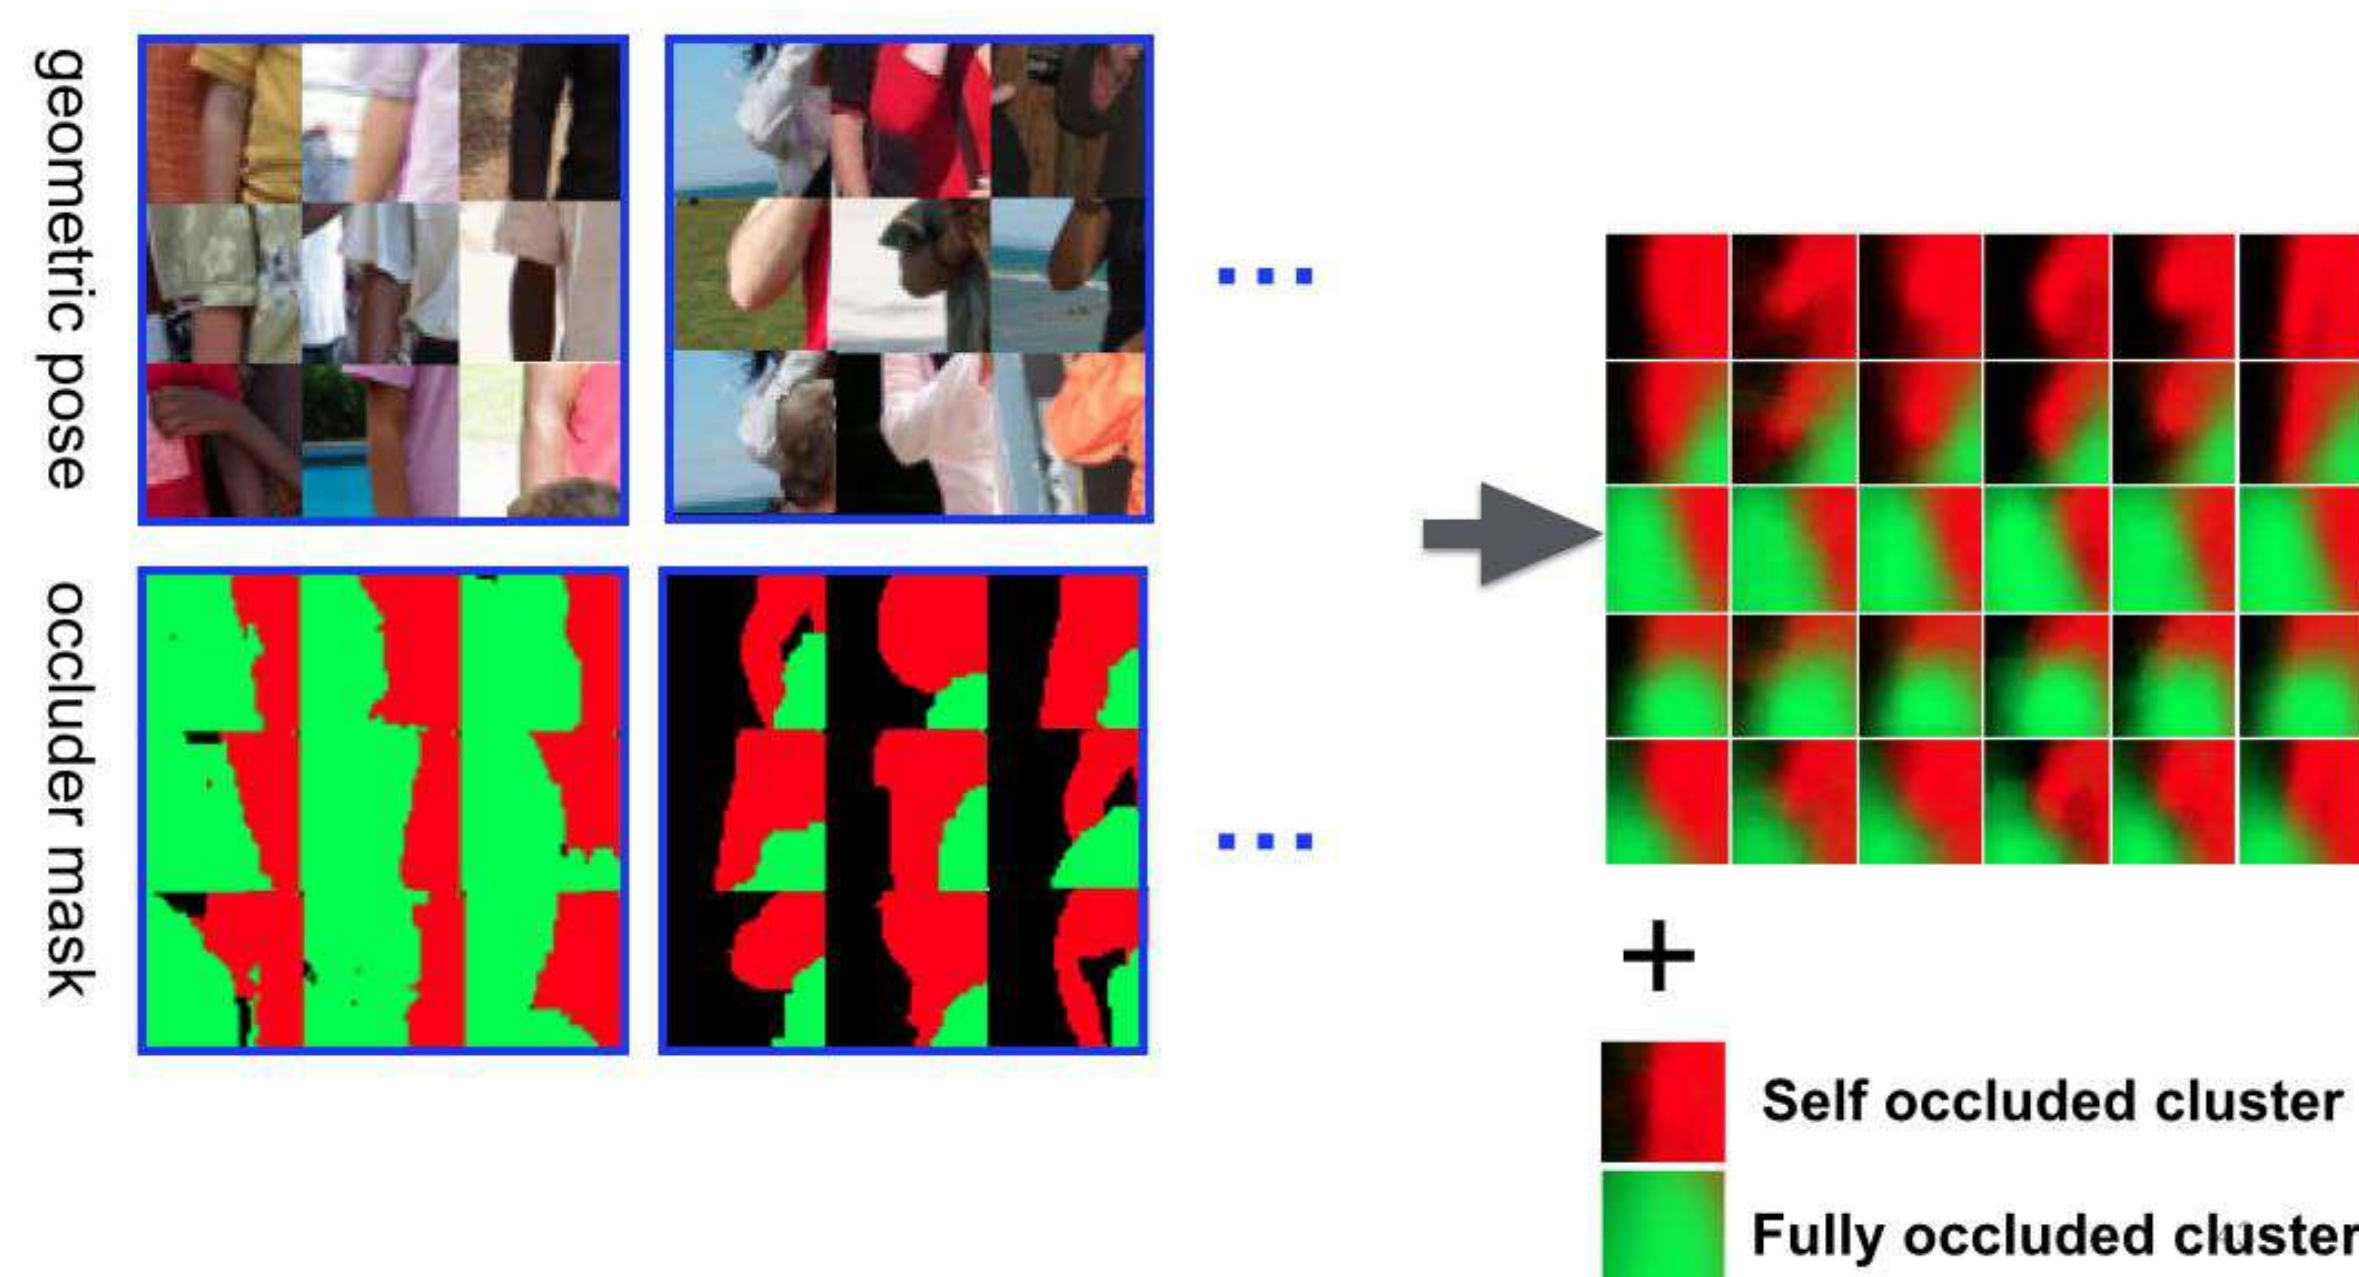 geometric pose
occluder mask
+
Self occluded cluster
Fully occluded cluster